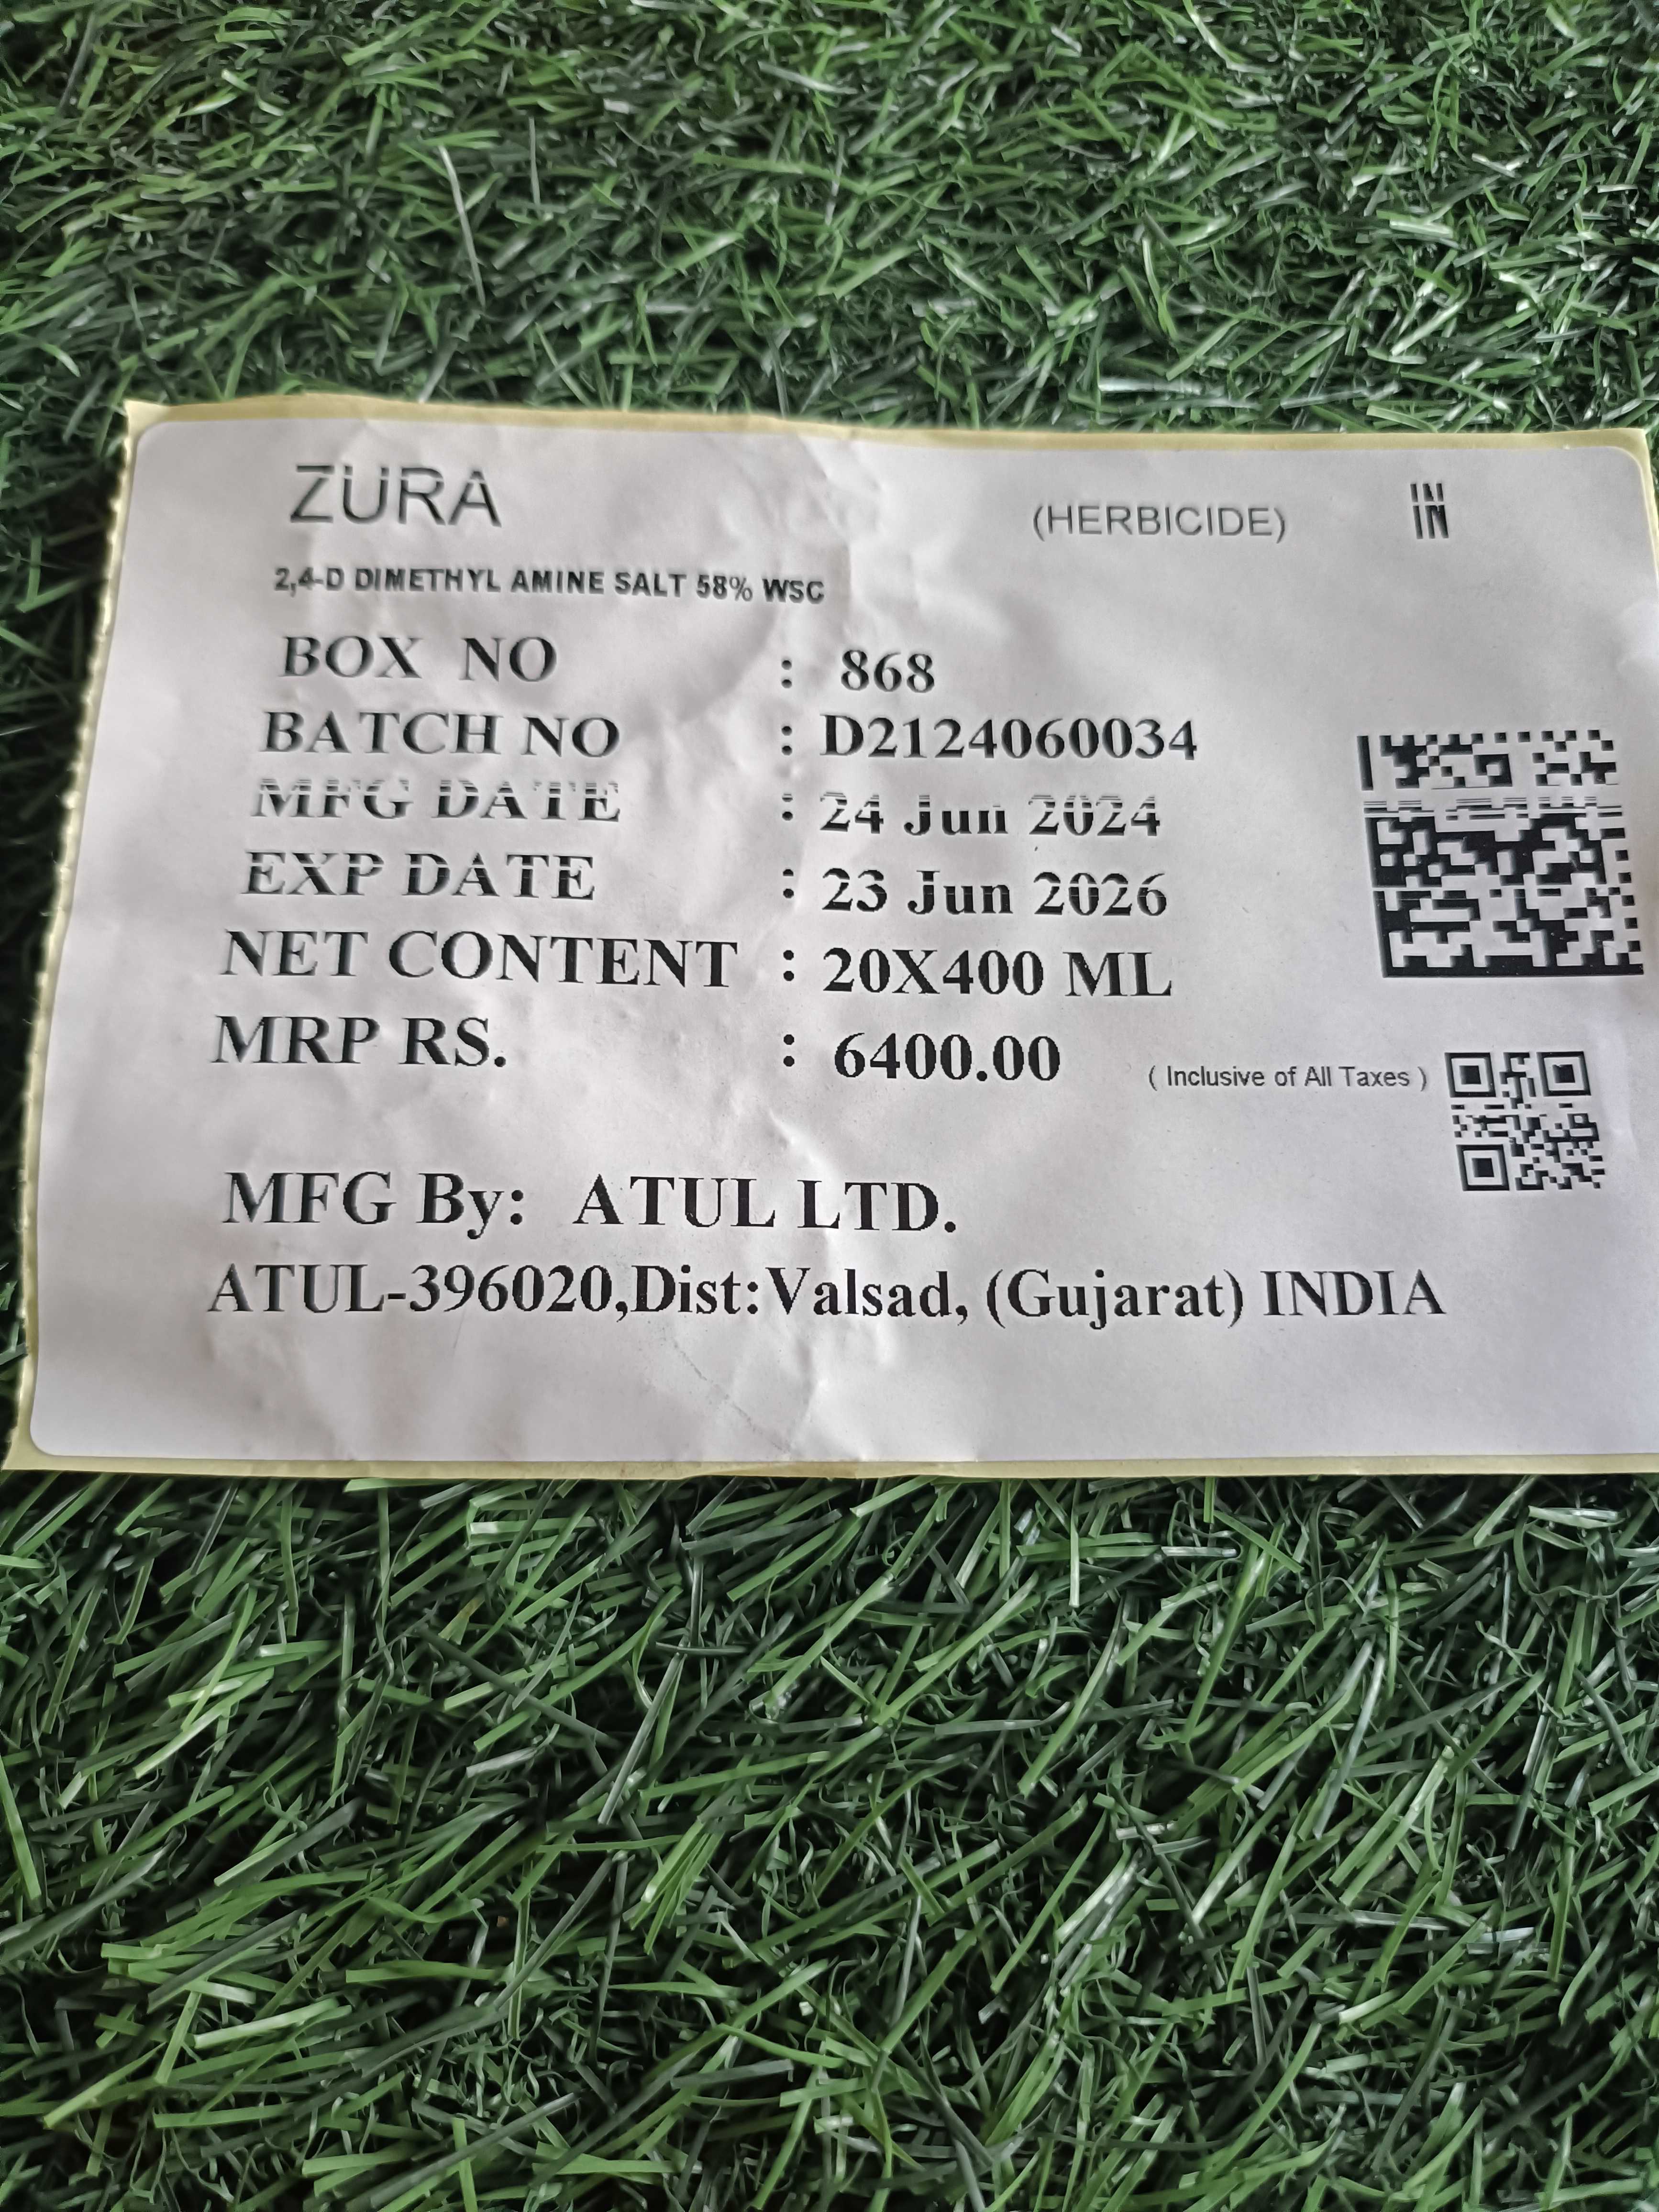 ZURA (HERBICIDE) IN
2,4-D DIMETHYL AMINE SALT 58% WSC
BOX NO : 868
BATCH NO : D2124060034
MFG DATE : 24 Jun 2024
EXP DATE : 23 Jun 2026
NET CONTENT : 20X400 ML
MRP RS. : 6400.00 ( Inclusive of All Taxes )
MFG By: ATUL LTD.
ATUL-396020,Dist:Valsad, (Gujarat) INDIA